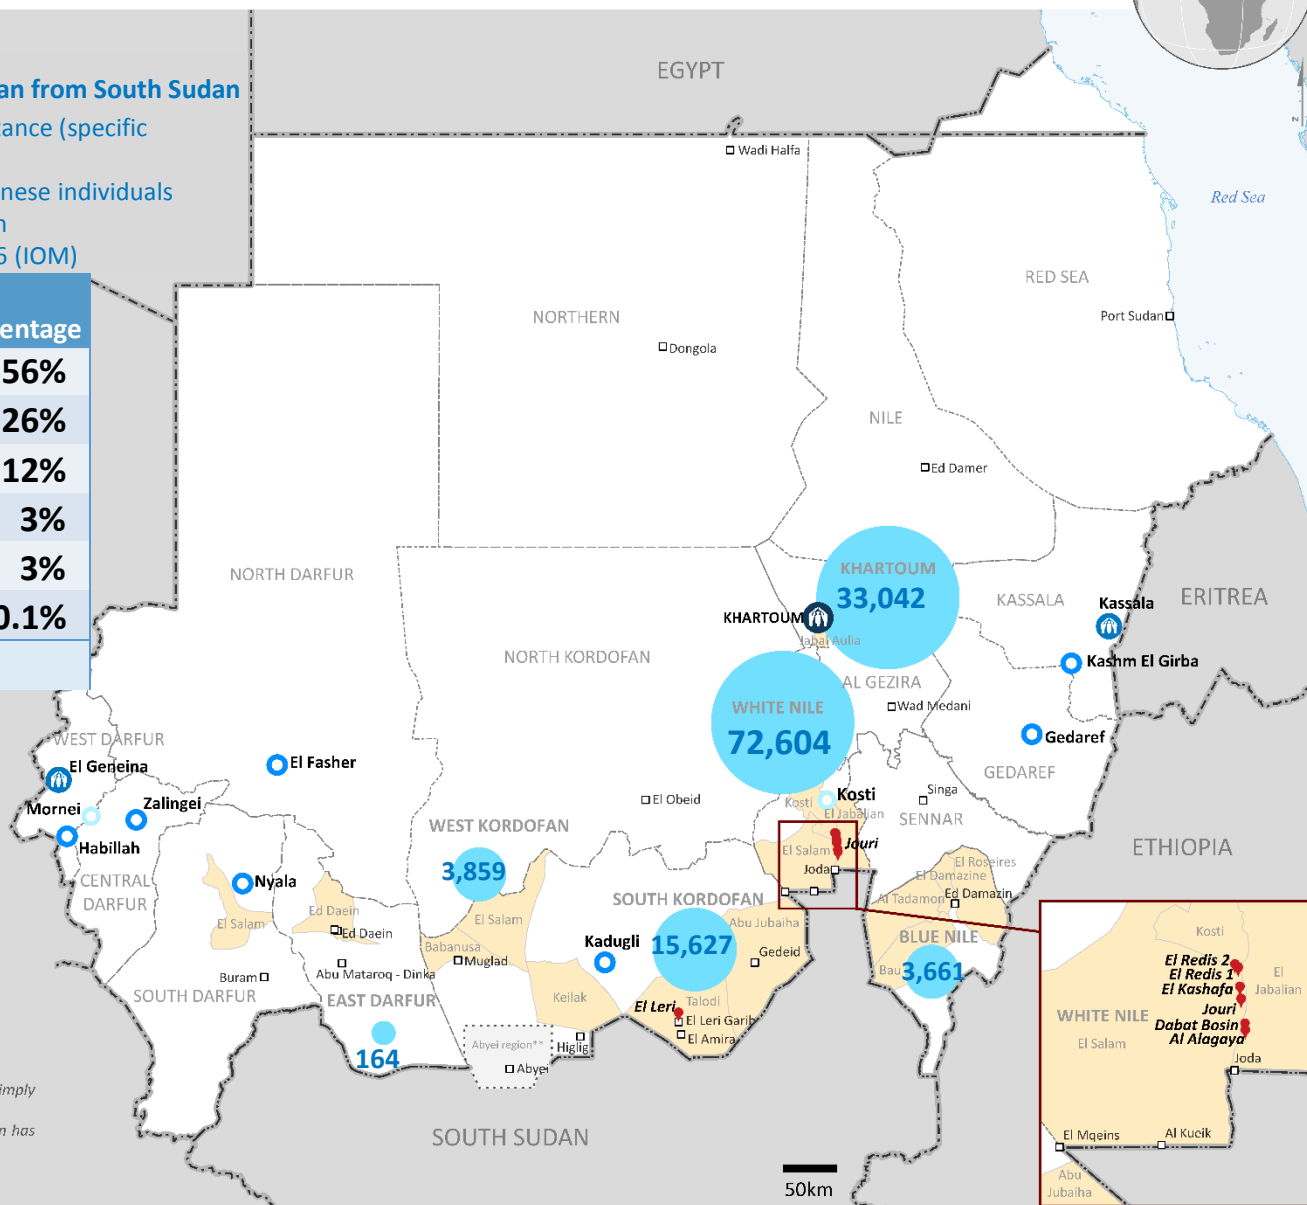 an from South Sudan
tance (specific
nese individuals
6 (IOM)
entage
56%
26%
12%
3%
3%
0.1%
imply
n has
EGYPT
Wadi Halfa
Red Sea
z
RED SEA
Port Sudan
NORTHERN
Dongola
NILE
Ed Damer
NORTH DARFUR
KHARTOUM
33,042
KASSALA
Kassala
ERITREA
KHARTOUM
Jabal Aulia
Kashm El Girba
NORTH KORDOFAN
AL GEZIRA
WHITE NILE
72,604
Wad Medani
Gedaref
GEDAREF
WEST DARFUR
El Geneina
El Fasher
Mornei
Zalingei
Habillah
El Obeid
Kosti
Kosti
El Jabalian
Singa
SENNAR
WEST KORDOFAN
3,859
El Salam
Jouri
Joda
ETHIOPIA
CENTRAL
DARFUR
Nyala
El Salam
Ed Daein
Ed Daein
SOUTH KORDOFAN
El Salam
Abu Jubaiha
El Roseires
El Damazine
Al Tadamon
Ed Damazin
BLUE NILE
Bau
3,661
Babanusa
Muglad
Kadugli
15,627
Gedeid
Buram
Abu Mataroq - Dinka
SOUTH DARFUR
EAST DARFUR
Keilak
El Leri
Talodi
El Leri Garib
El Amira
164
Abyei region**
Higlig
Abyei
SOUTH SUDAN
50km
Kosti
El Redis 2
El Redis 1
El Kashafa
El
Jabalian
Jouri
WHITE NILE
Dabat Bosin
Al Alagaya
El Salam
Joda
El Mqeins
Al Kueik
Abu
Jubaiha